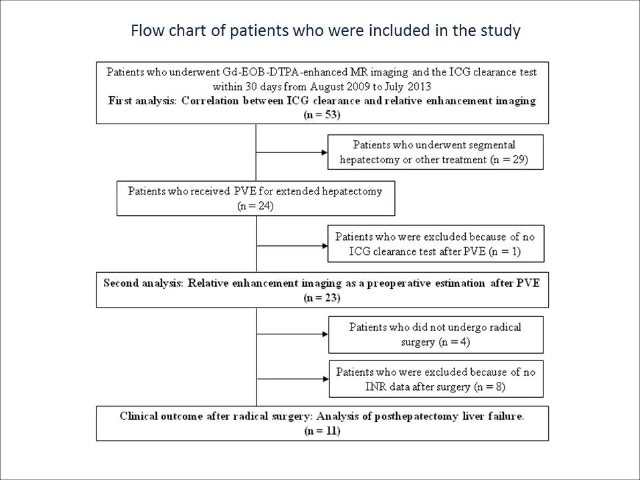 Flow chart of patients who were included in the study
Patients who underwent Gd-EOB-DTPA-enhanced MR imaging and the ICG clearance test
within 30 days from August 2009 to July 2013
First analysis: Correlation between ICG clearance and relative enhancement imaging
(n = 53)
Patients who underwent segmental
hepatectomy or other treatment (n = 29)
Patients who received PVE for extended hepatectomy
(n = 24)
Patients who were excluded because of no
ICG clearance test after PVE (n = 1)
Second analysis: Relative enhancement imaging as a preoperative estimation after PVE
(n = 23)
Patients who did not undergo radical
surgery (n = 4)
Patients who were excluded because of no
INR data after surgery (n = 8)
Clinical outcome after radical surgery: Analysis of posthepatectomy liver failure.
(n = 11)